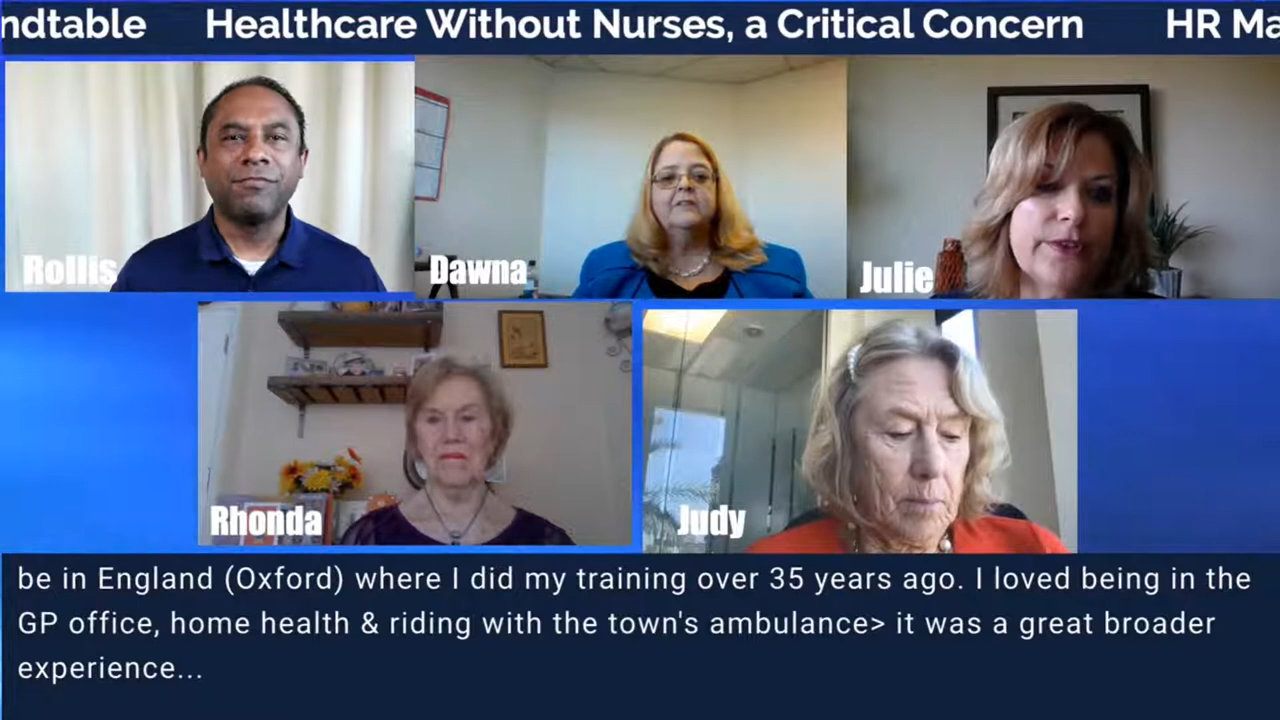 ndtable Healthcare Without Nurses, a Critical Concern HR Ma
Rollis
Dawna
Julie
Rhonda
Judy
be in England (Oxford) where I did my training over 35 years ago. I loved being in the
GP office, home health & riding with the town's ambulance> it was a great broader
experience...